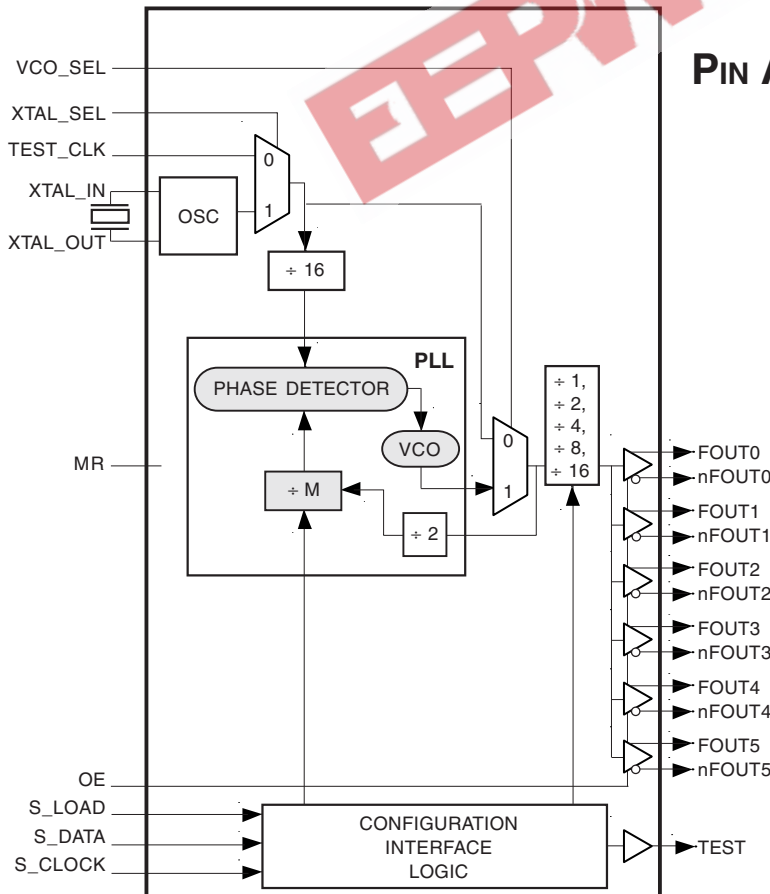 EEPW
PIN A
VCO_SEL
XTAL_SEL
TEST_CLK
0
XTAL_IN
1
OSC
XTAL_OUT
÷ 16
PLL
PHASE DETECTOR
÷ 1,
÷ 2,
÷ 4,
÷ 8,
÷ 16
VCO
0
1
MR
÷ M
÷ 2
FOUT0
nFOUT0
FOUT1
nFOUT1
FOUT2
nFOUT2
FOUT3
nFOUT3
FOUT4
nFOUT4
FOUT5
nFOUT5
OE
S_LOAD
S_DATA
S_CLOCK
CONFIGURATION
INTERFACE
LOGIC
TEST